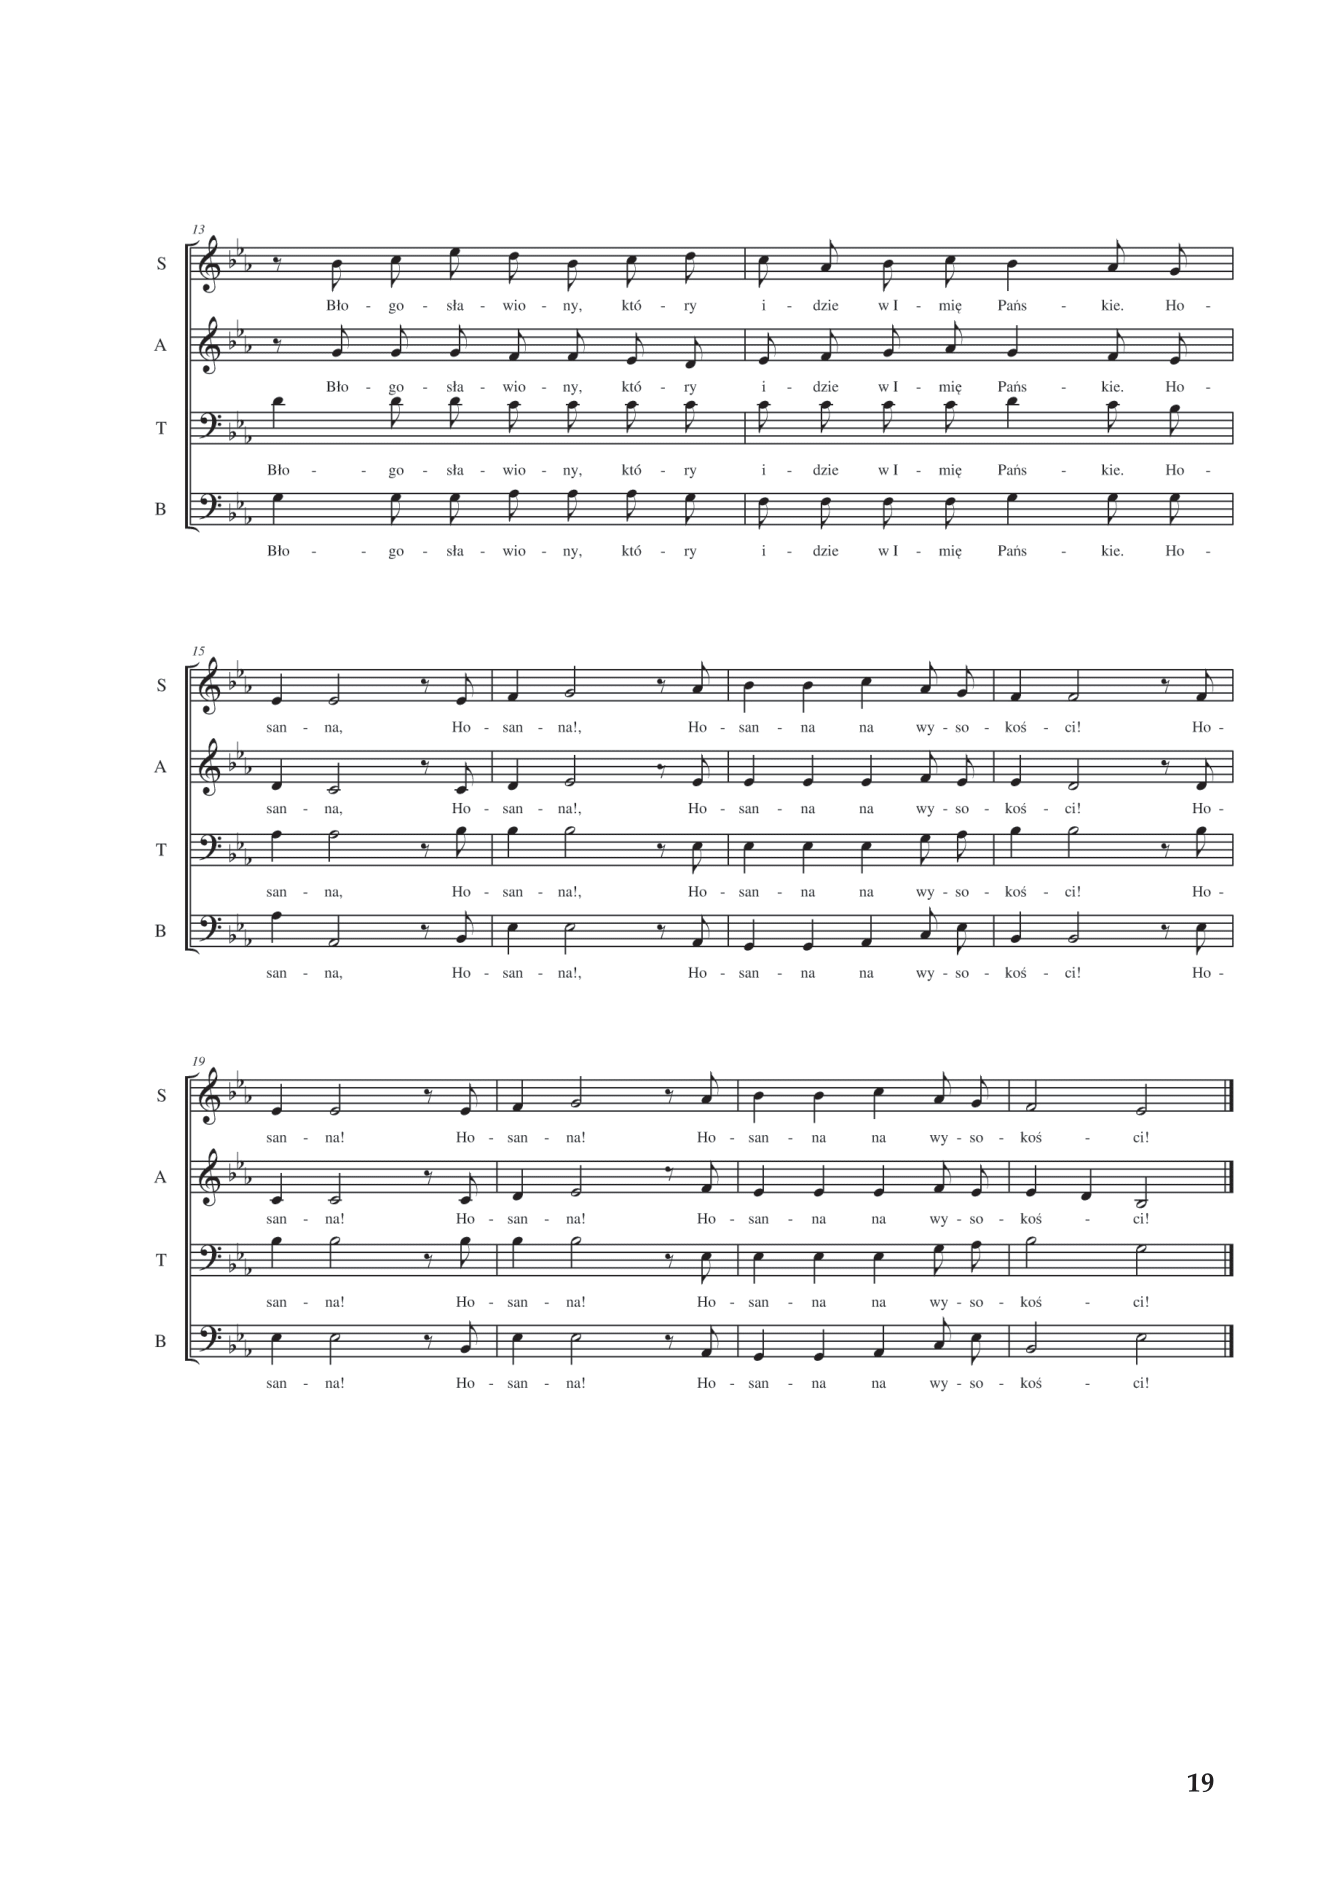 13
S
Bło - go - sła - wio - ny, któ - ry i - dzie w I - mię Pańs - kie. Ho -
A
Bło - go - sła - wio - ny, któ - ry i - dzie w I - mię Pańs - kie. Ho -
T
Bło - - go - sła - wio - ny, któ - ry i - dzie w I - mię Pańs - kie. Ho -
B
Bło - - go - sła - wio - ny, któ - ry i - dzie w I - mię Pańs - kie. Ho -
15
S
san - na, Ho - san - na!, Ho - san - na na wy - so - koś - ci! Ho -
A
san - na, Ho - san - na!, Ho - san - na na wy - so - koś - ci! Ho -
T
san - na, Ho - san - na!, Ho - san - na na wy - so - koś - ci! Ho -
B
san - na, Ho - san - na!, Ho - san - na na wy - so - koś - ci! Ho -
19
S
san - na! Ho - san - na! Ho - san - na na wy - so - koś - ci!
A
san - na! Ho - san - na! Ho - san - na na wy - so - koś - ci!
T
san - na! Ho - san - na! Ho - san - na na wy - so - koś - ci!
B
san - na! Ho - san - na! Ho - san - na na wy - so - koś - ci!
19